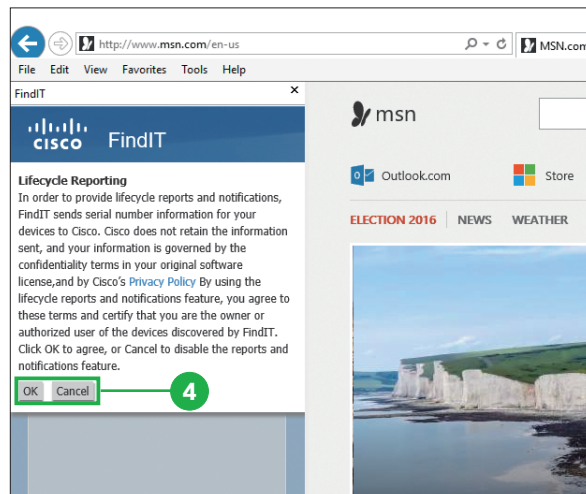 http://www.msn.com/en-us
MSN.com
File Edit View Favorites Tools Help
FindIT
×
CISCO FindIT
Lifecycle Reporting
In order to provide lifecycle reports and notifications,
FindIT sends serial number information for your
devices to Cisco. Cisco does not retain the information
sent, and your information is governed by the
confidentiality terms in your original software
license,and by Cisco's Privacy Policy By using the
lifecycle reports and notifications feature, you agree to
these terms and certify that you are the owner or
authorized user of the devices discovered by FindIT.
Click OK to agree, or Cancel to disable the reports and
notifications feature.
OK Cancel
4
msn
Outlook.com Store
ELECTION 2016 NEWS WEATHER